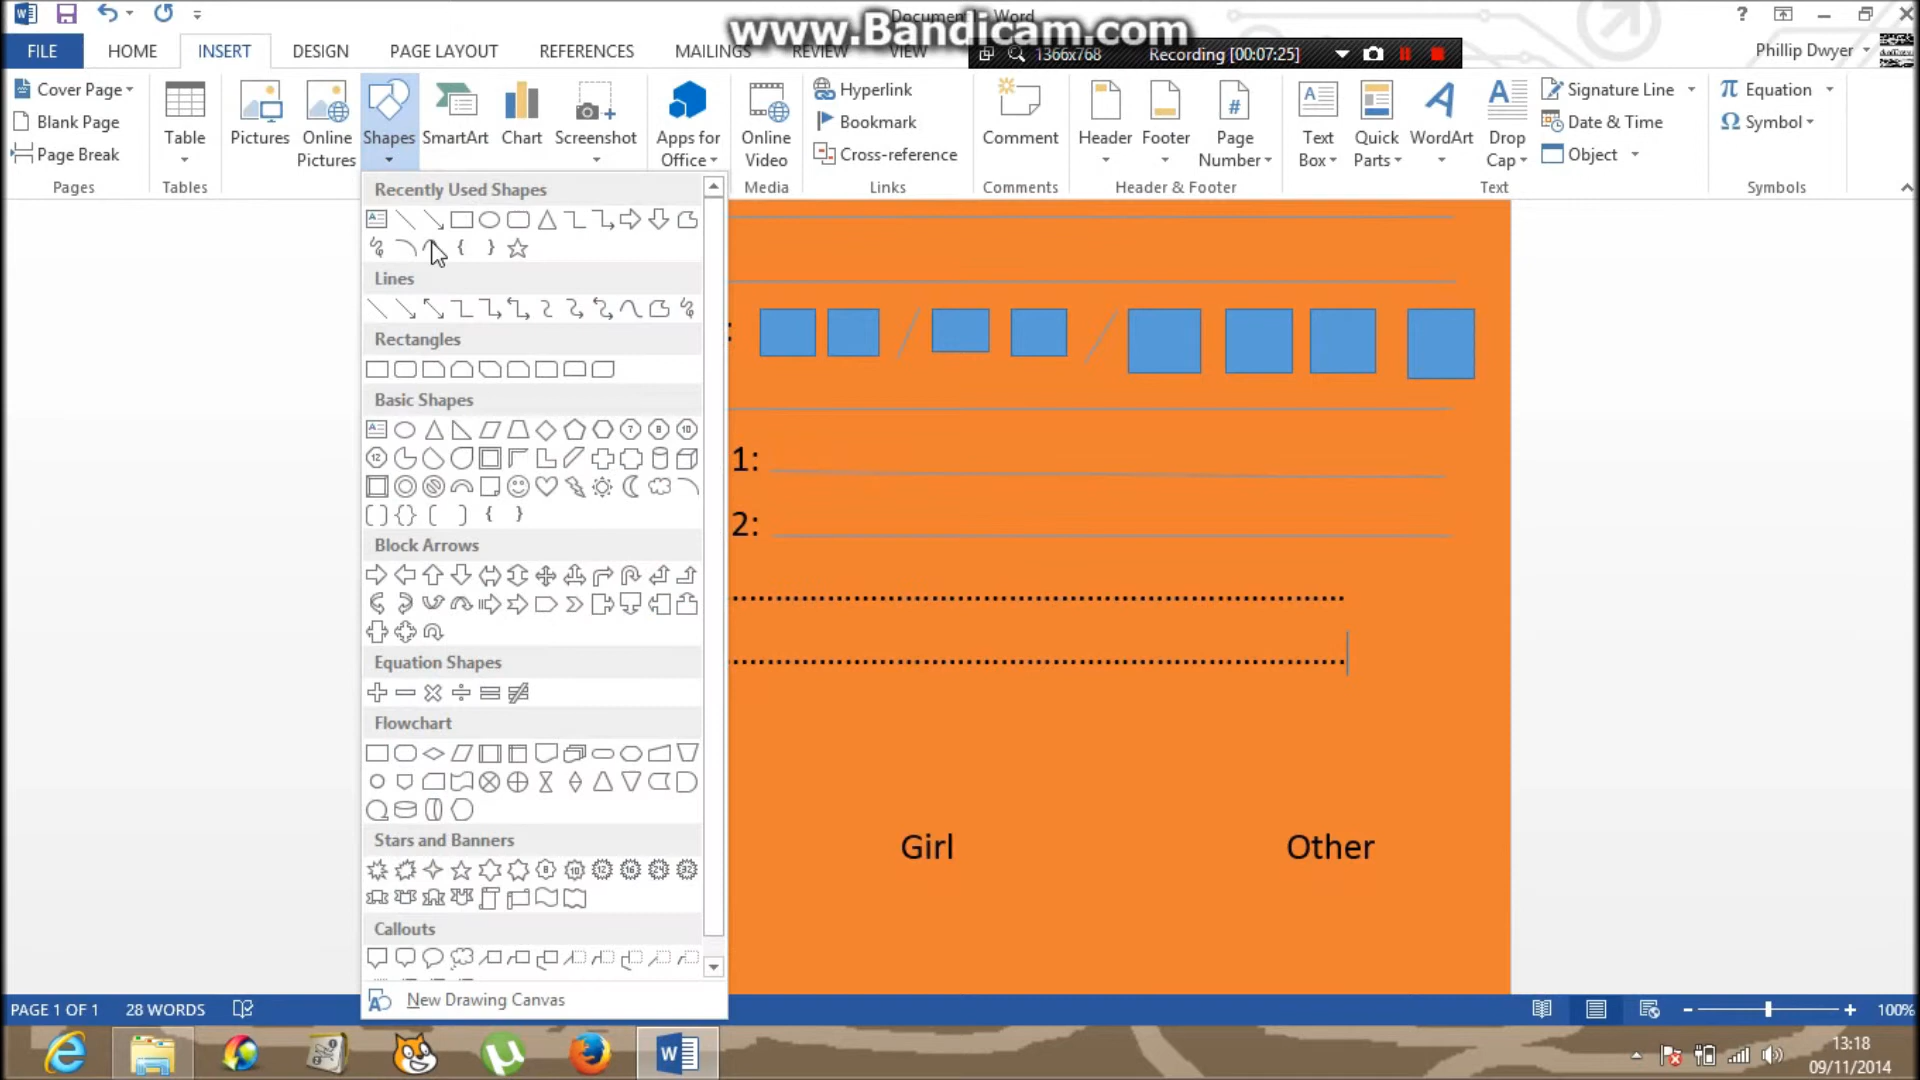 www.Bandicam.com
Document1 - Word
FILE HOME INSERT DESIGN PAGE LAYOUT REFERENCES MAILINGS REVIEW VIEW
1366x768 Recording [00:07:25]
Phillip Dwyer
Cover Page
Blank Page
Page Break
Pages
Table
Tables
Pictures
Online Pictures
Shapes
SmartArt
Chart
Screenshot
Apps for Office
Online Video
Media
Hyperlink
Bookmark
Cross-reference
Links
Comment
Comments
Header
Footer
Page Number
Header & Footer
Text Box
Quick Parts
WordArt
Drop Cap
Signature Line
Date & Time
Object
Text
Equation
Symbol
Symbols
Recently Used Shapes
Lines
Rectangles
Basic Shapes
Block Arrows
Equation Shapes
Flowchart
Stars and Banners
Callouts
New Drawing Canvas
:
/ /
1:
2:
Girl Other
PAGE 1 OF 1 28 WORDS
100%
13:18
09/11/2014